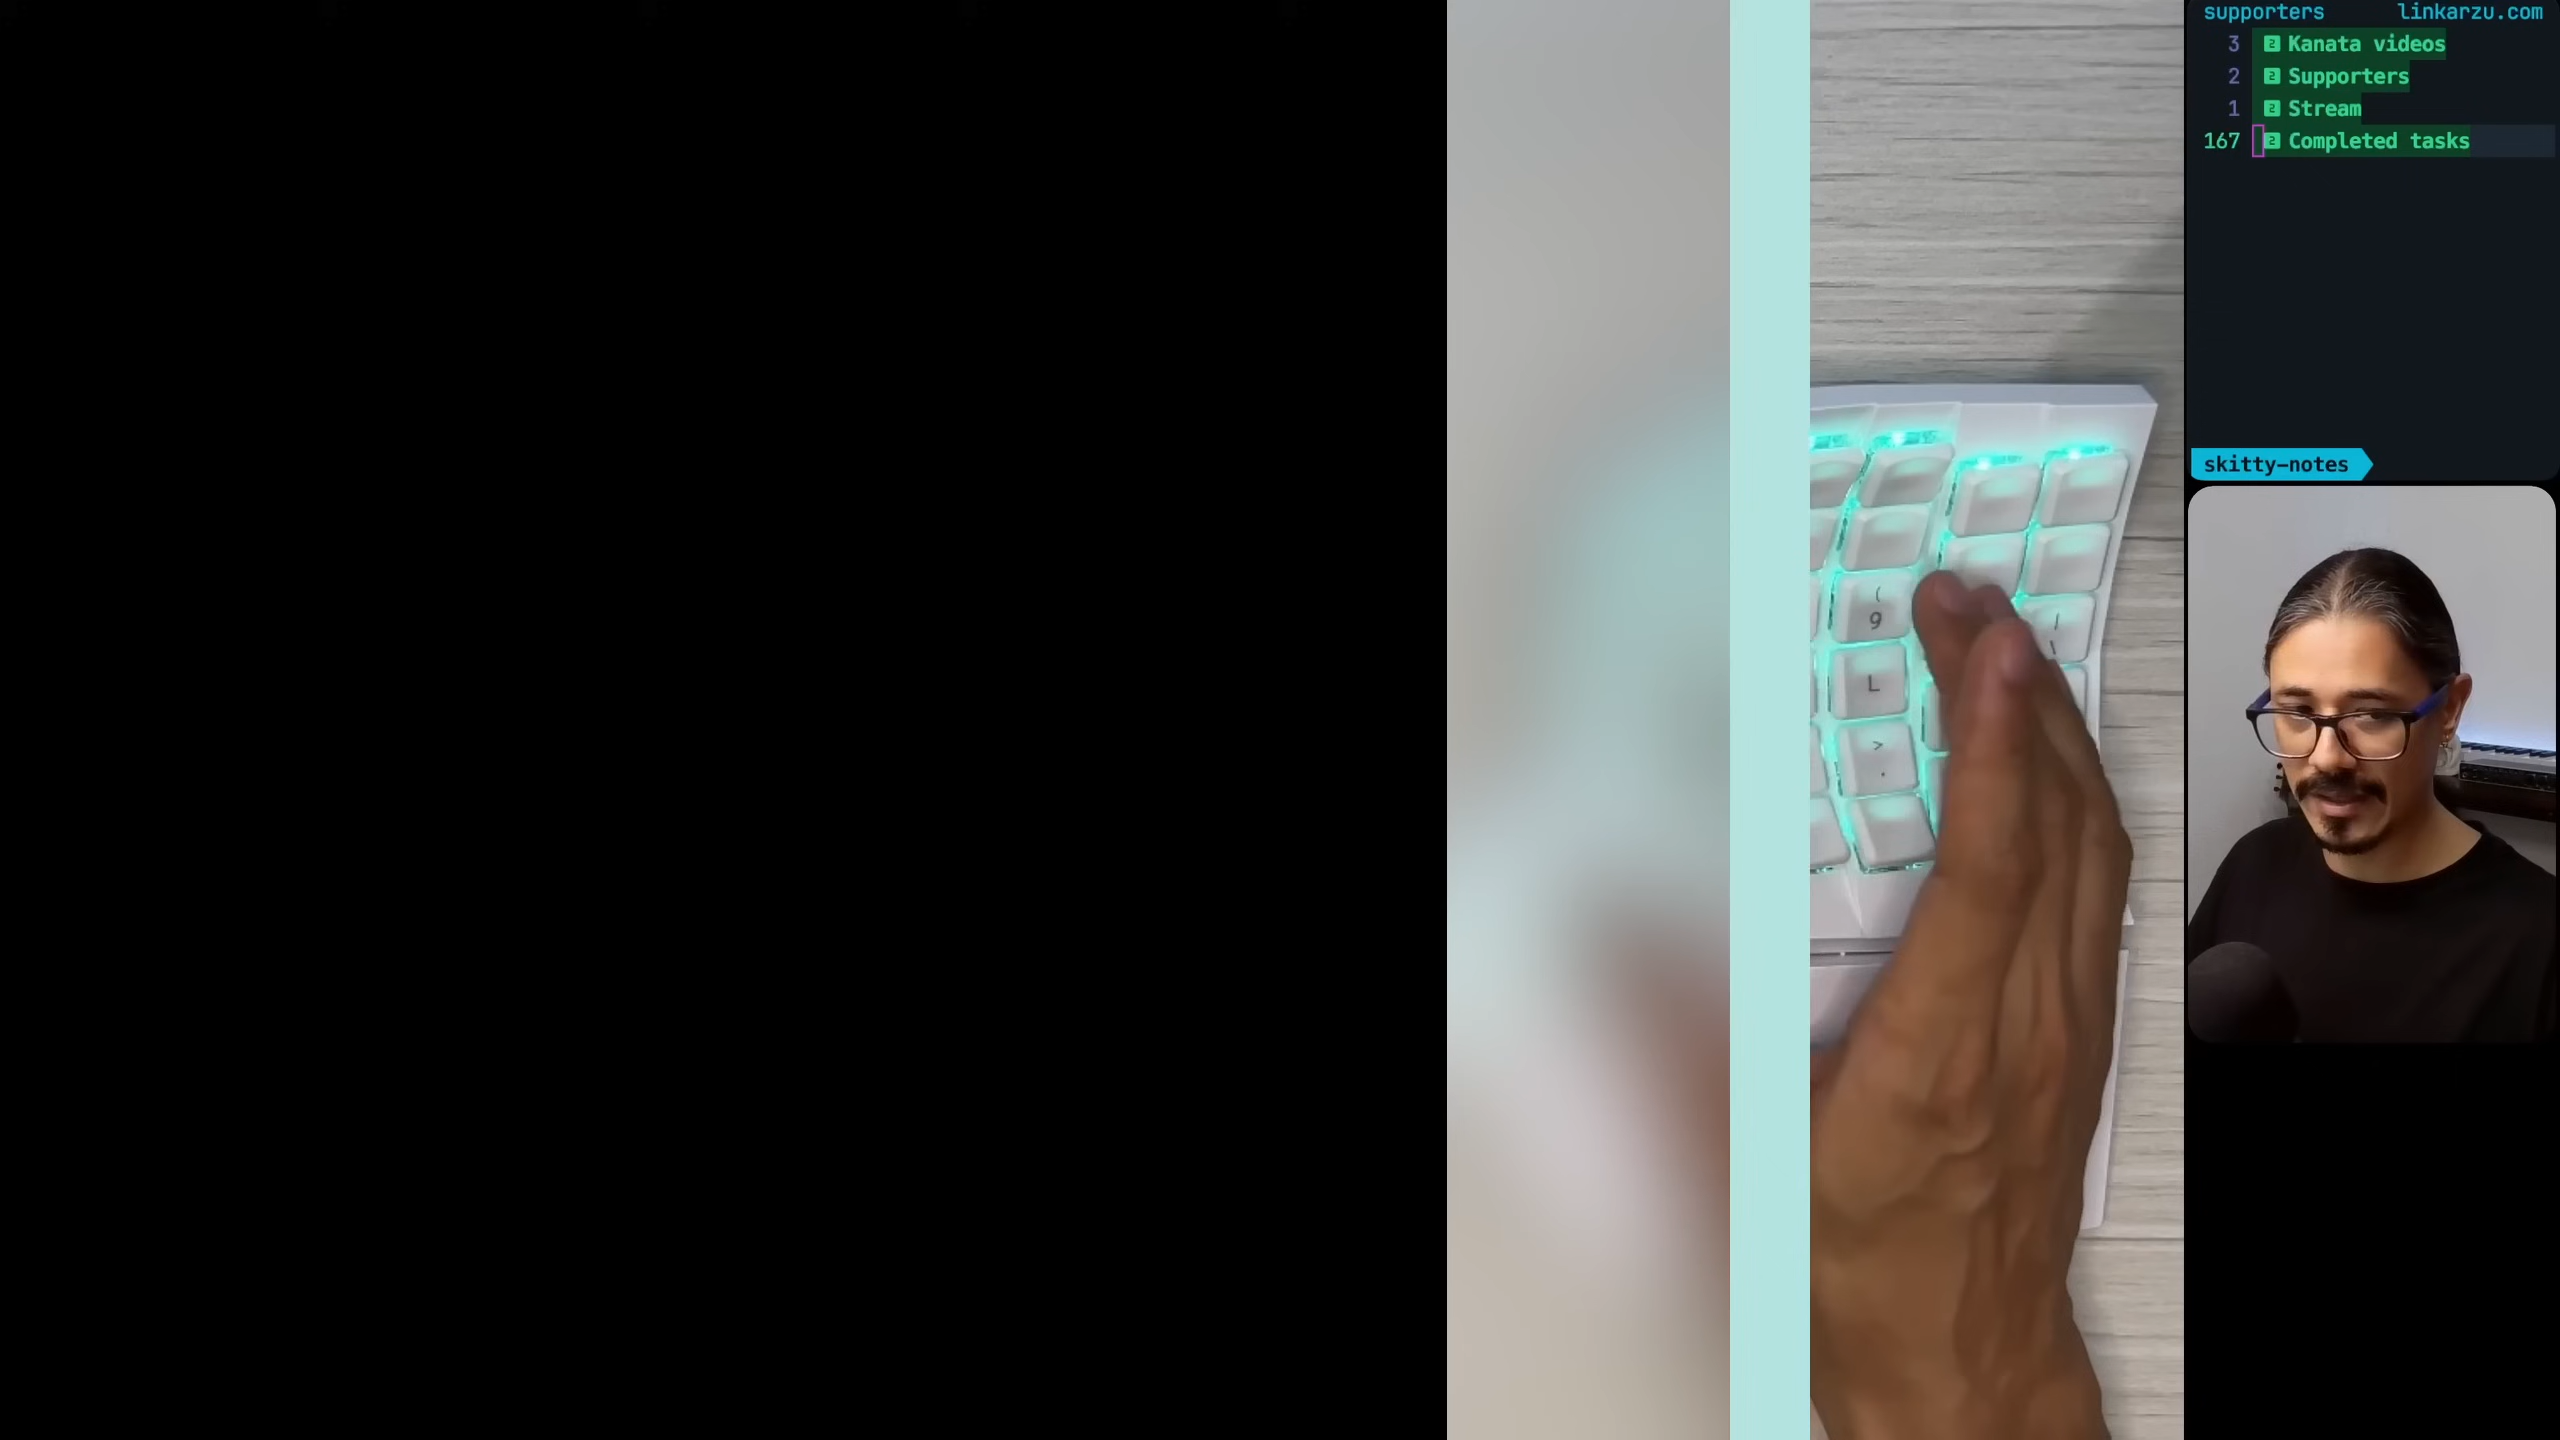 supporters linkarzu.com
3 Kanata videos
2 Supporters
1 Stream
167 Completed tasks
skitty-notes
(
9
|
\
L
>
.